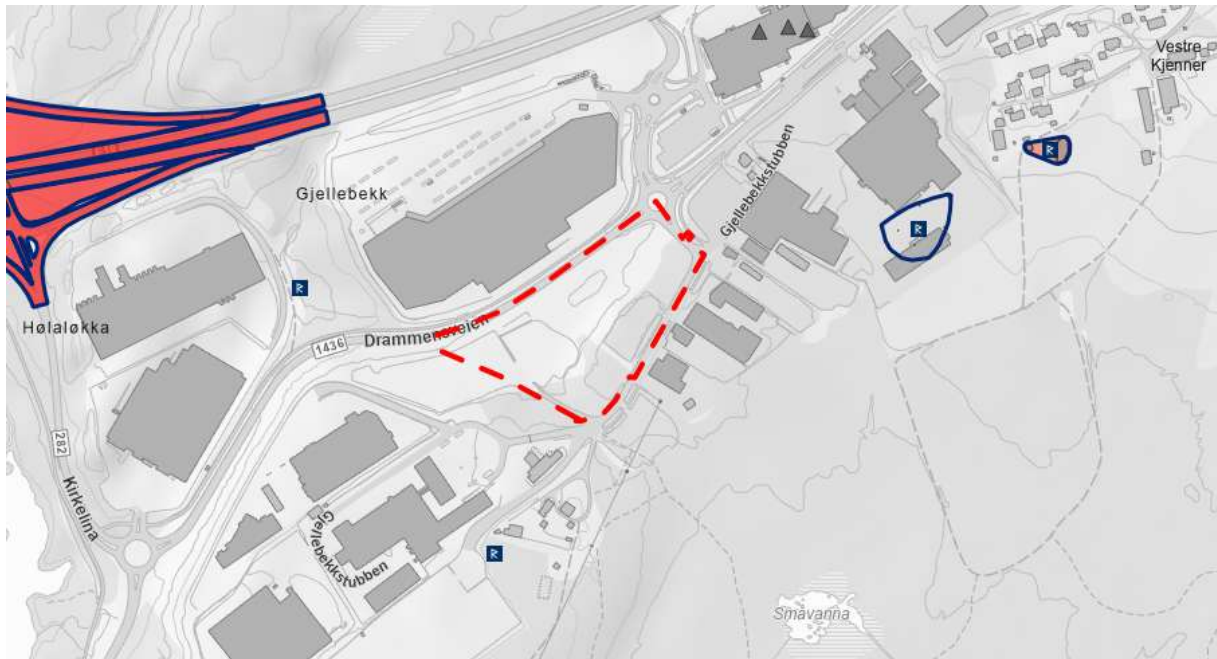 Vestre
Kjenner
Gjellebekkstubben
Gjellebekk
Hølaløkka
Drammensveien
1436
282
Kirkelina
Gjellebekkstubben
Småvanna